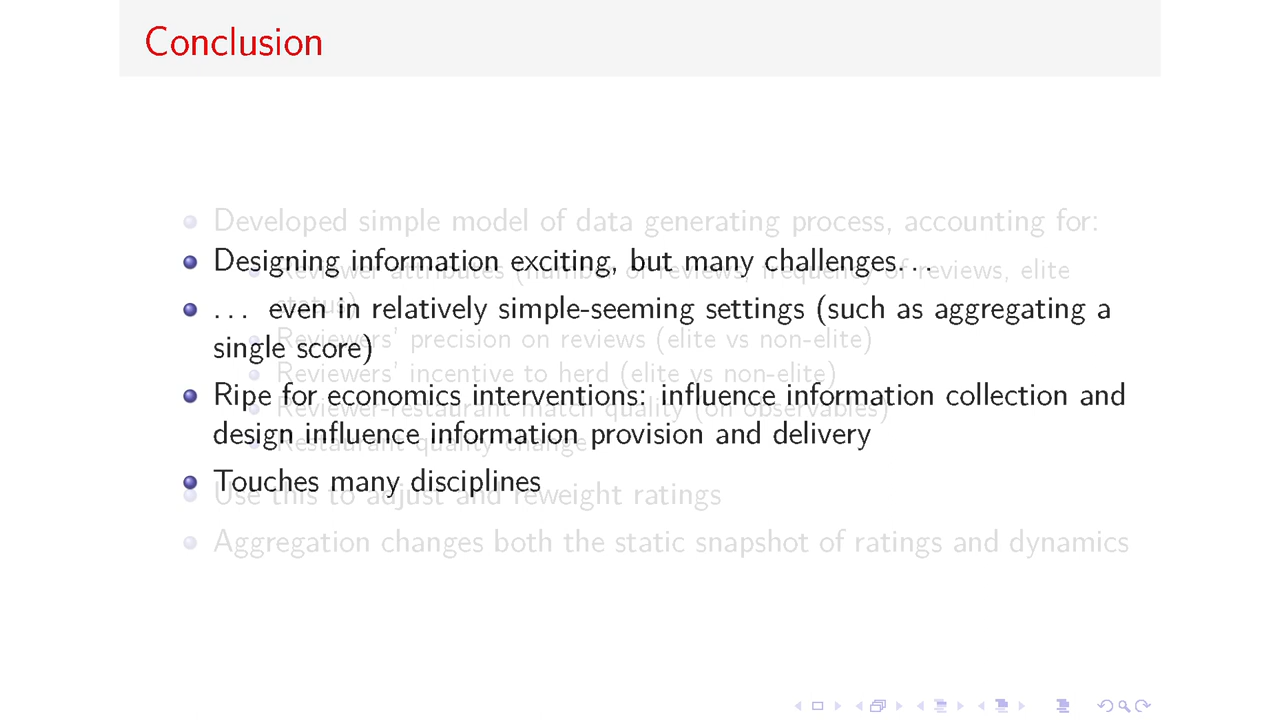 Conclusion
Developed simple model of data generating process, accounting for:
Designing information exciting, but many challenges. . .
Reviewer attributes (number of reviews, frequency of reviews, elite
status)
. . . even in relatively simple-seeming settings (such as aggregating a
single score)
Reviewers' precision on reviews (elite vs non-elite)
Reviewers' incentive to herd (elite vs non-elite)
Ripe for economics interventions: influence information collection and
design influence information provision and delivery
Reviewer-restaurant match quality (on observables)
Restaurant quality change
Touches many disciplines
Use this to adjust and reweight ratings
Aggregation changes both the static snapshot of ratings and dynamics